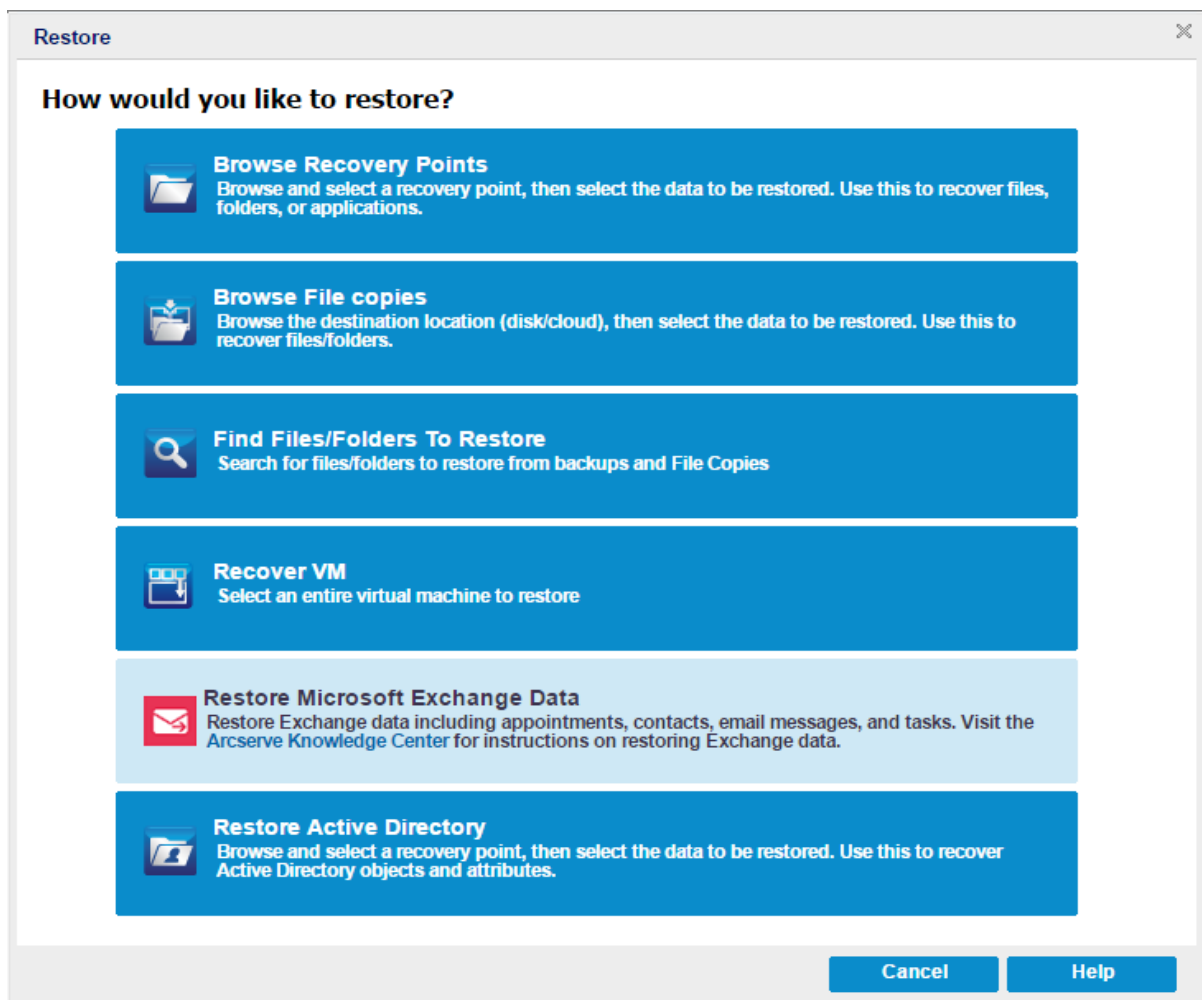 Restore
How would you like to restore?
Browse Recovery Points
Browse and select a recovery point, then select the data to be restored. Use this to recover files,
folders, or applications.
Browse File copies
Browse the destination location (disk/cloud), then select the data to be restored. Use this to
recover files/folders.
Find Files/Folders To Restore
Search for files/folders to restore from backups and File Copies
Recover VM
Select an entire virtual machine to restore
Restore Microsoft Exchange Data
Restore Exchange data including appointments, contacts, email messages, and tasks. Visit the
Arcserve Knowledge Center for instructions on restoring Exchange data.
Restore Active Directory
Browse and select a recovery point, then select the data to be restored. Use this to recover
Active Directory objects and attributes.
Cancel
Help